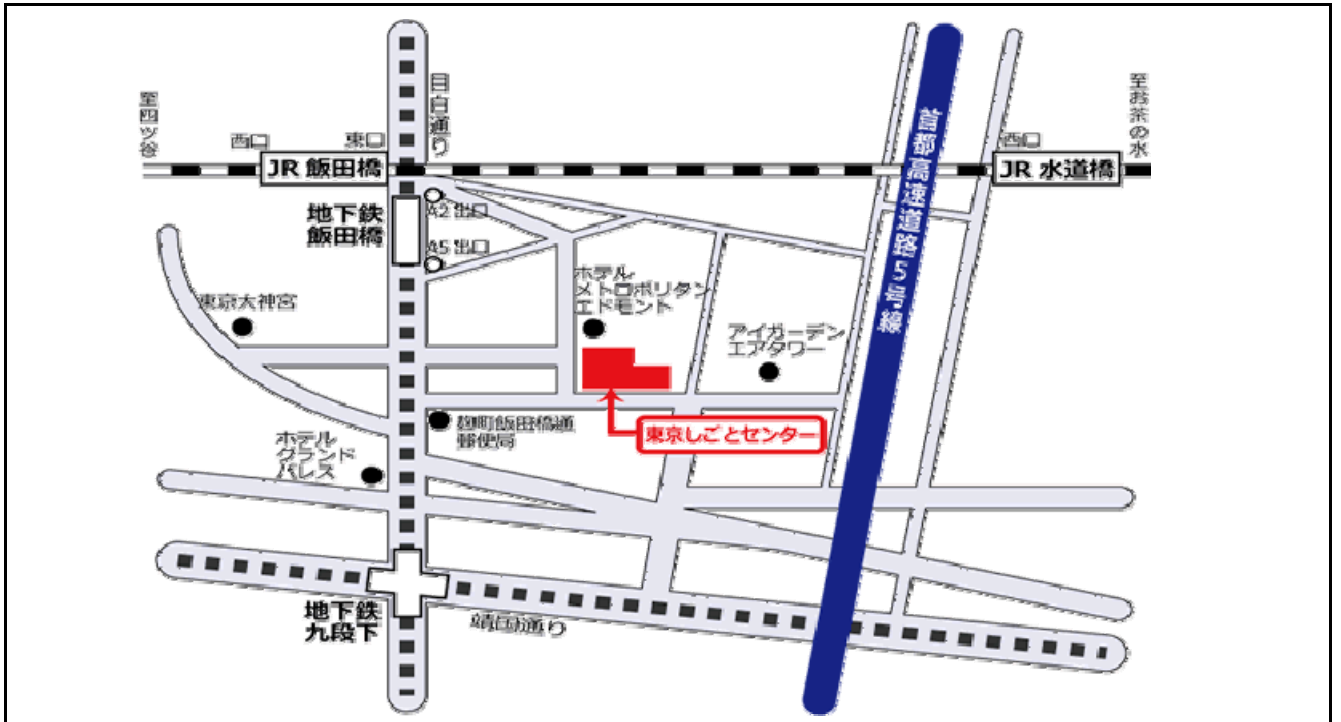 至四ツ谷
西口
東口
目白通り
首都高速道路5号線
西口
至お茶の水
JR 飯田橋
JR 水道橋
地下鉄
飯田橋
A2 出口
A5 出口
ホテル
メトロポリタン
エドモント
東京大神宮
アイガーデン
エアタワー
麹町飯田橋通
郵便局
東京しごとセンター
ホテル
グランド
パレス
地下鉄
九段下
靖国通り